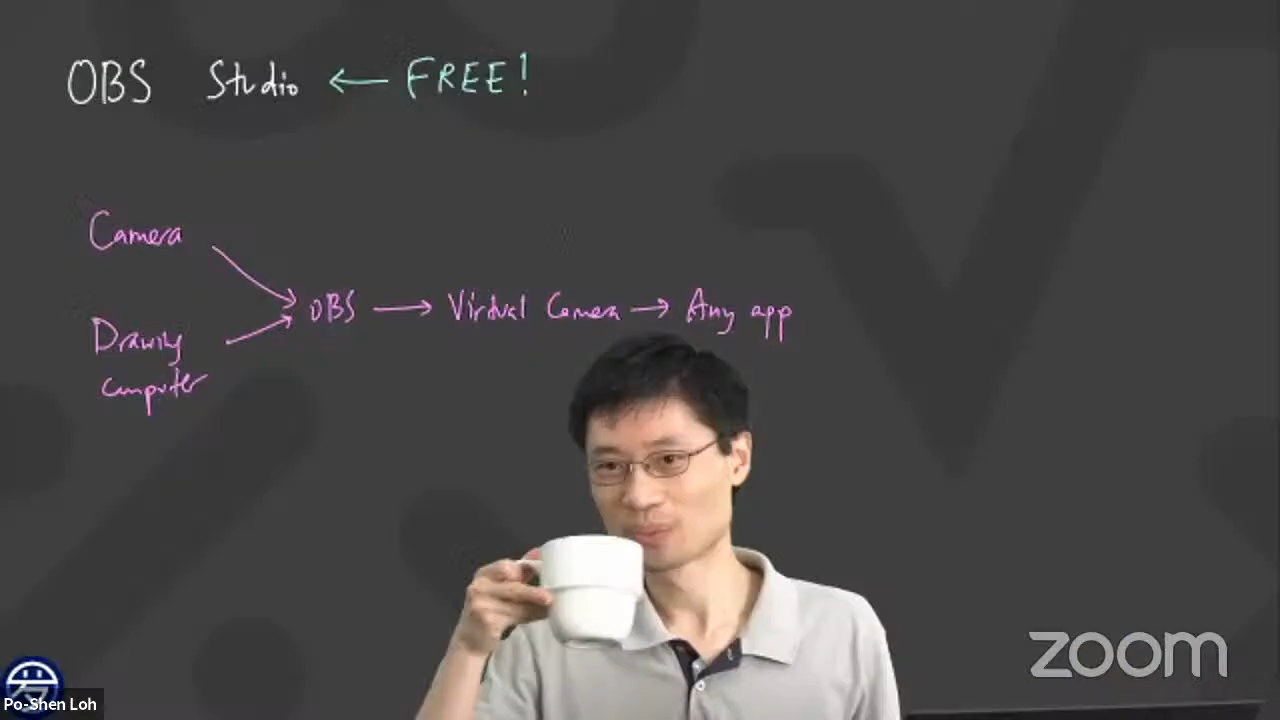 OBS Studio ← FREE!
Camera
OBS → Virtual Camera → Any app
Drawing
computer
zoom
Po-Shen Loh